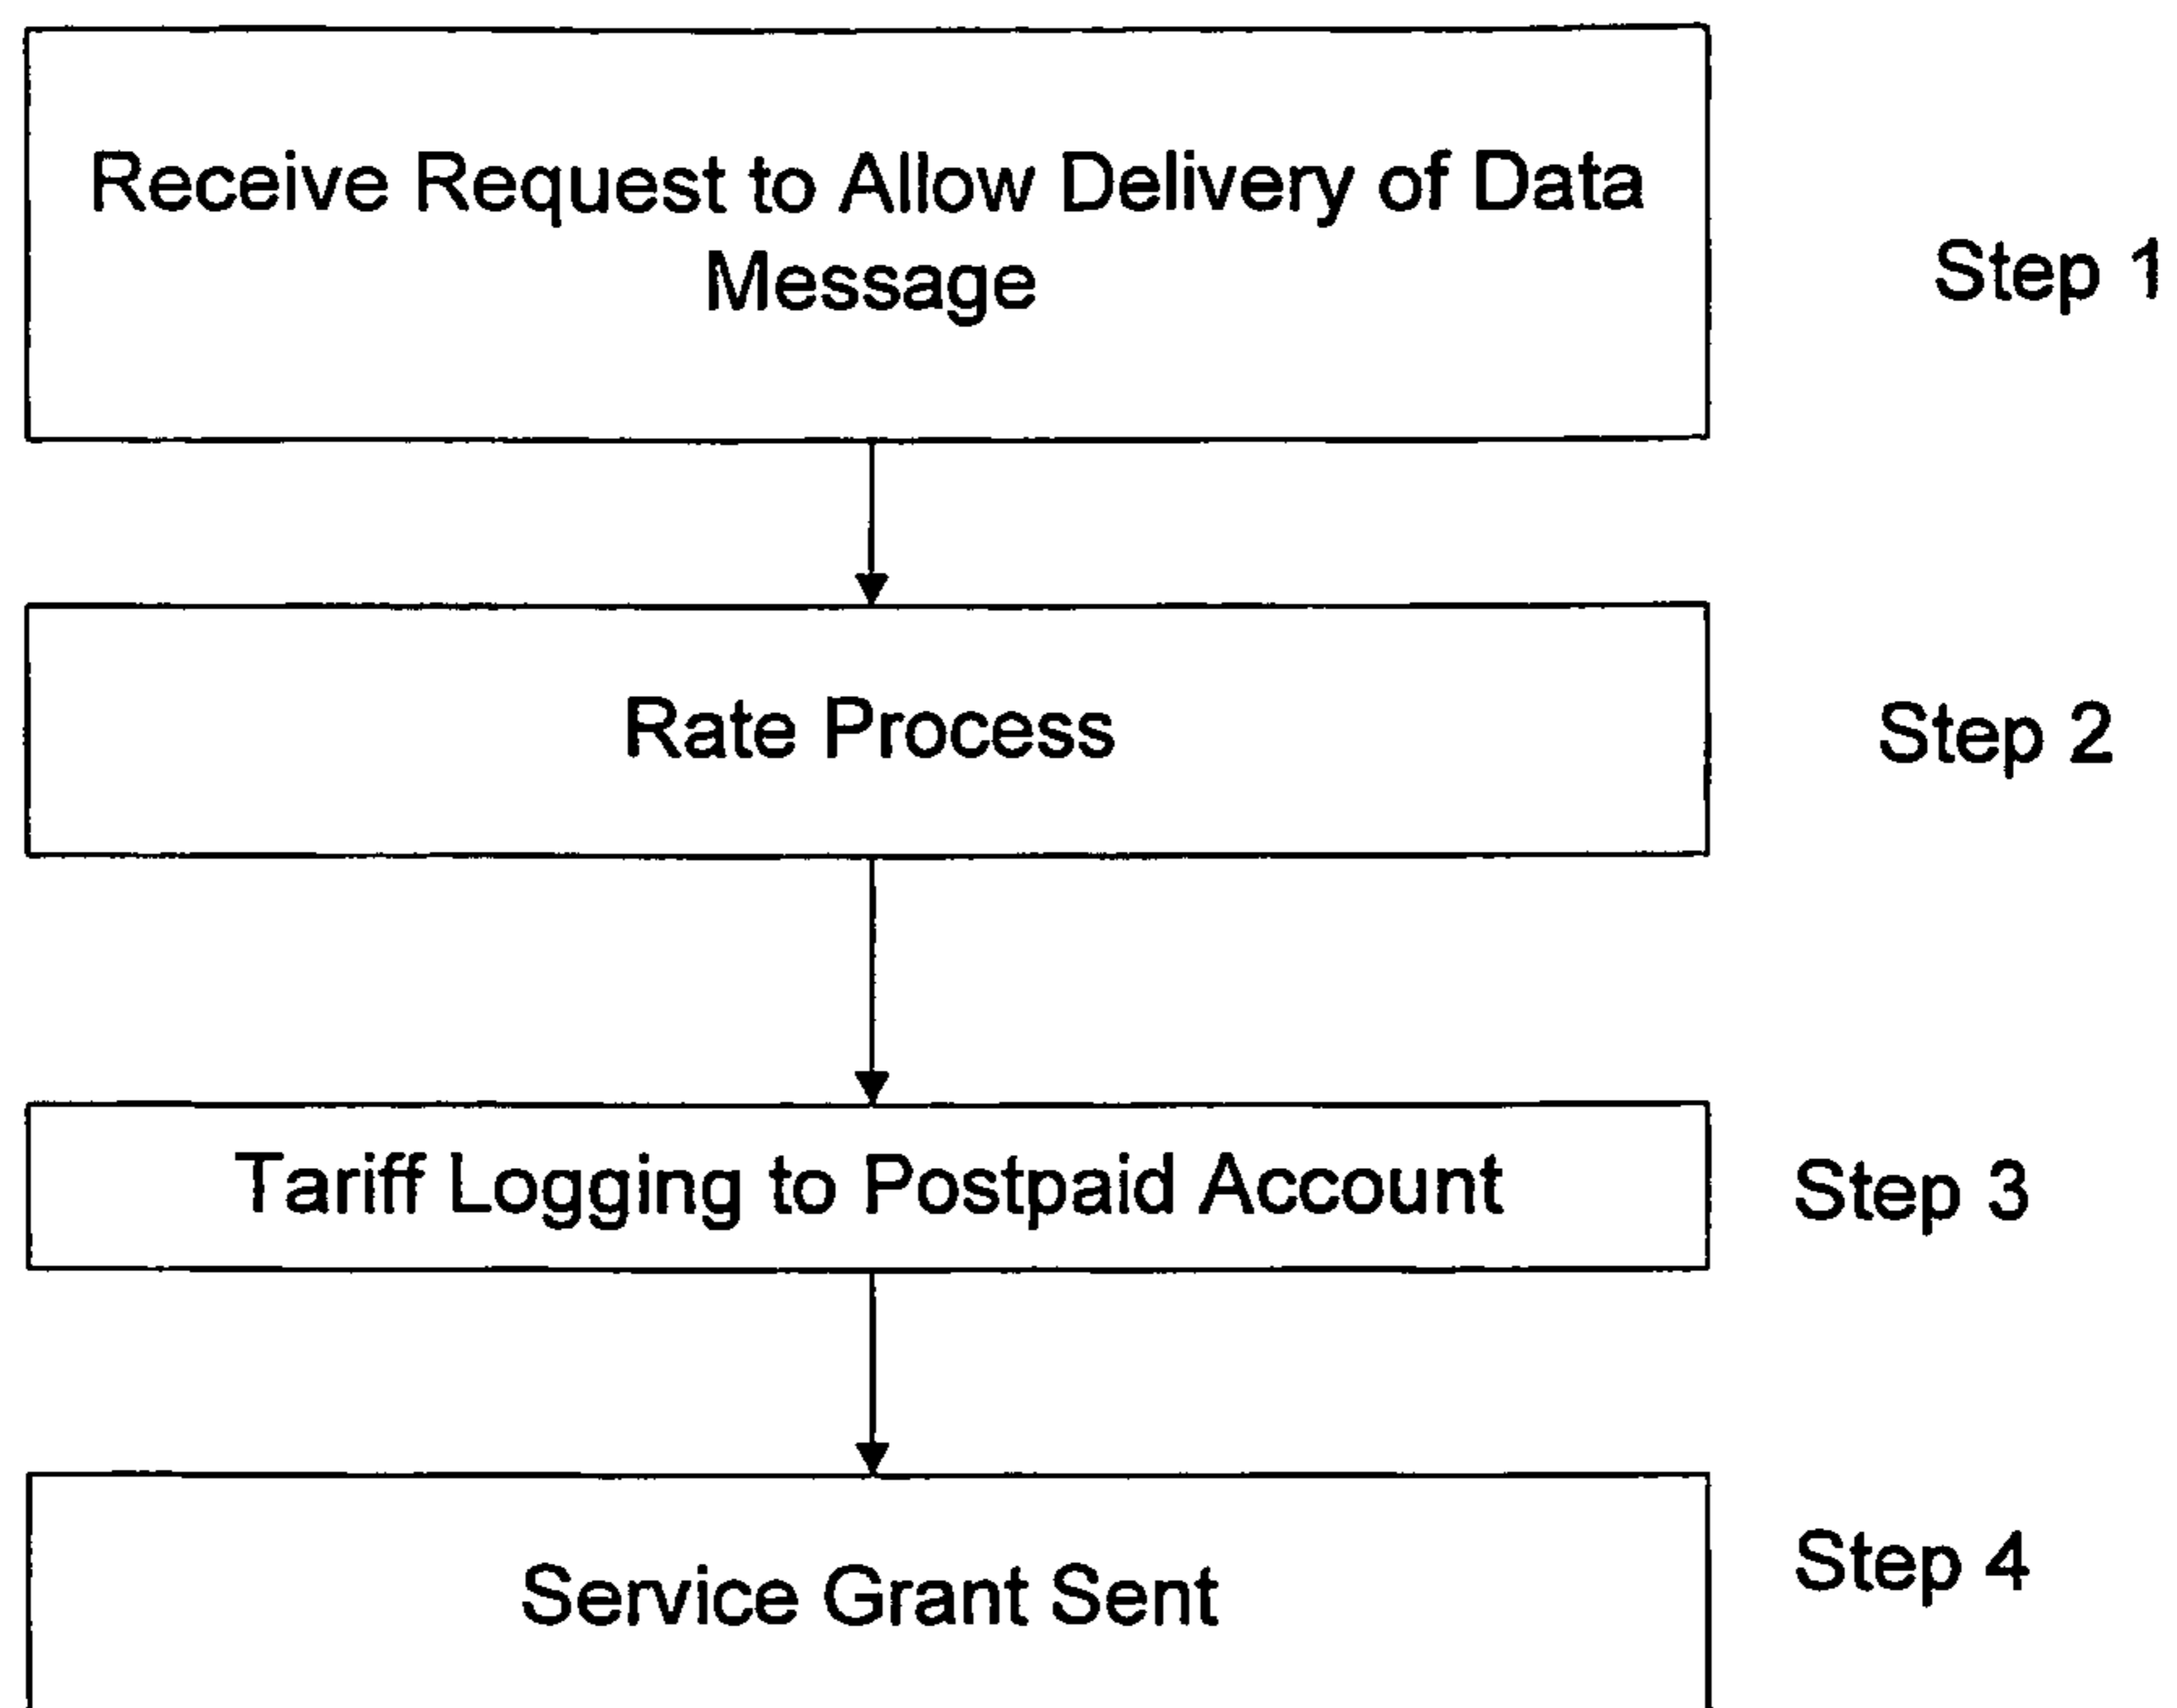 Receive Request to Allow Delivery of Data
Message
Step 1
Rate Process
Step 2
Tariff Logging to Postpaid Account
Step 3
Service Grant Sent
Step 4